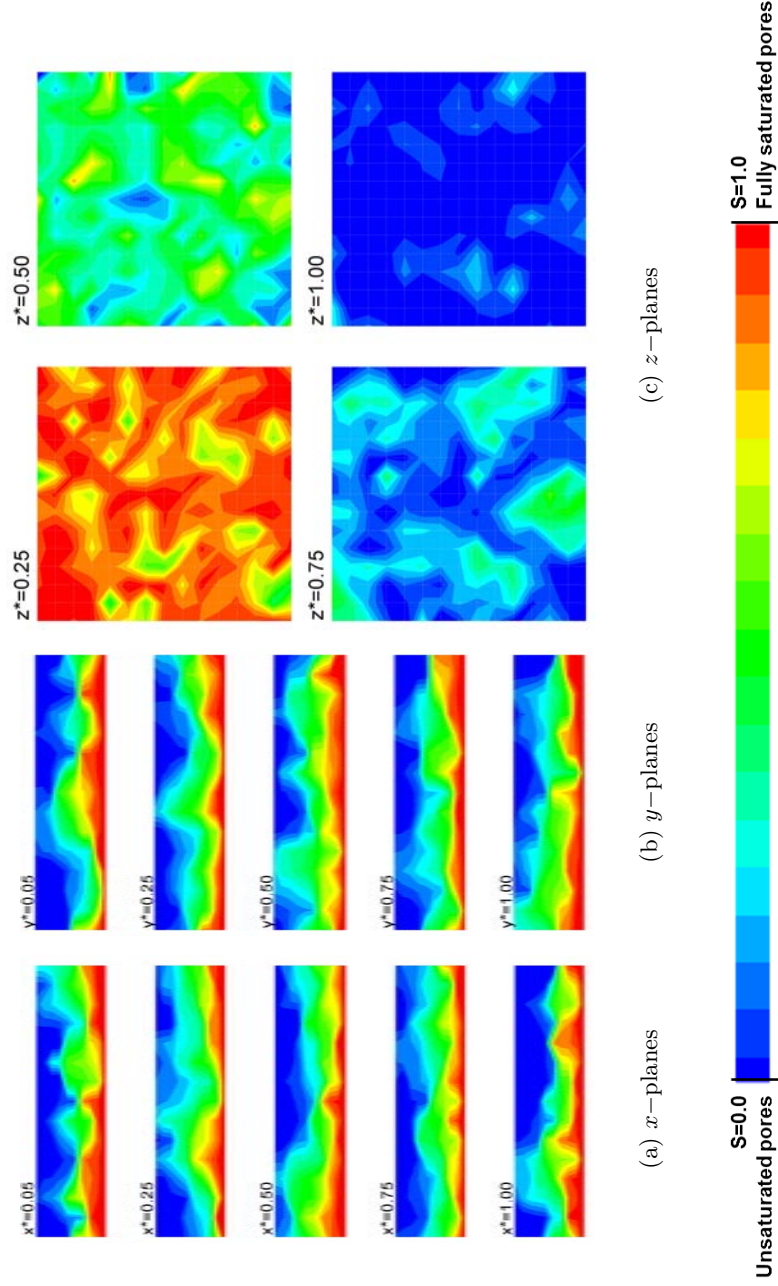 x*=0.05
x*=0.25
x*=0.50
x*=0.75
x*=1.00
(a) x−planes
y*=0.05
y*=0.25
y*=0.50
y*=0.75
y*=1.00
(b) y−planes
z*=0.25
z*=0.50
z*=0.75
z*=1.00
(c) z−planes
S=0.0
Unsaturated pores
S=1.0
Fully saturated pores